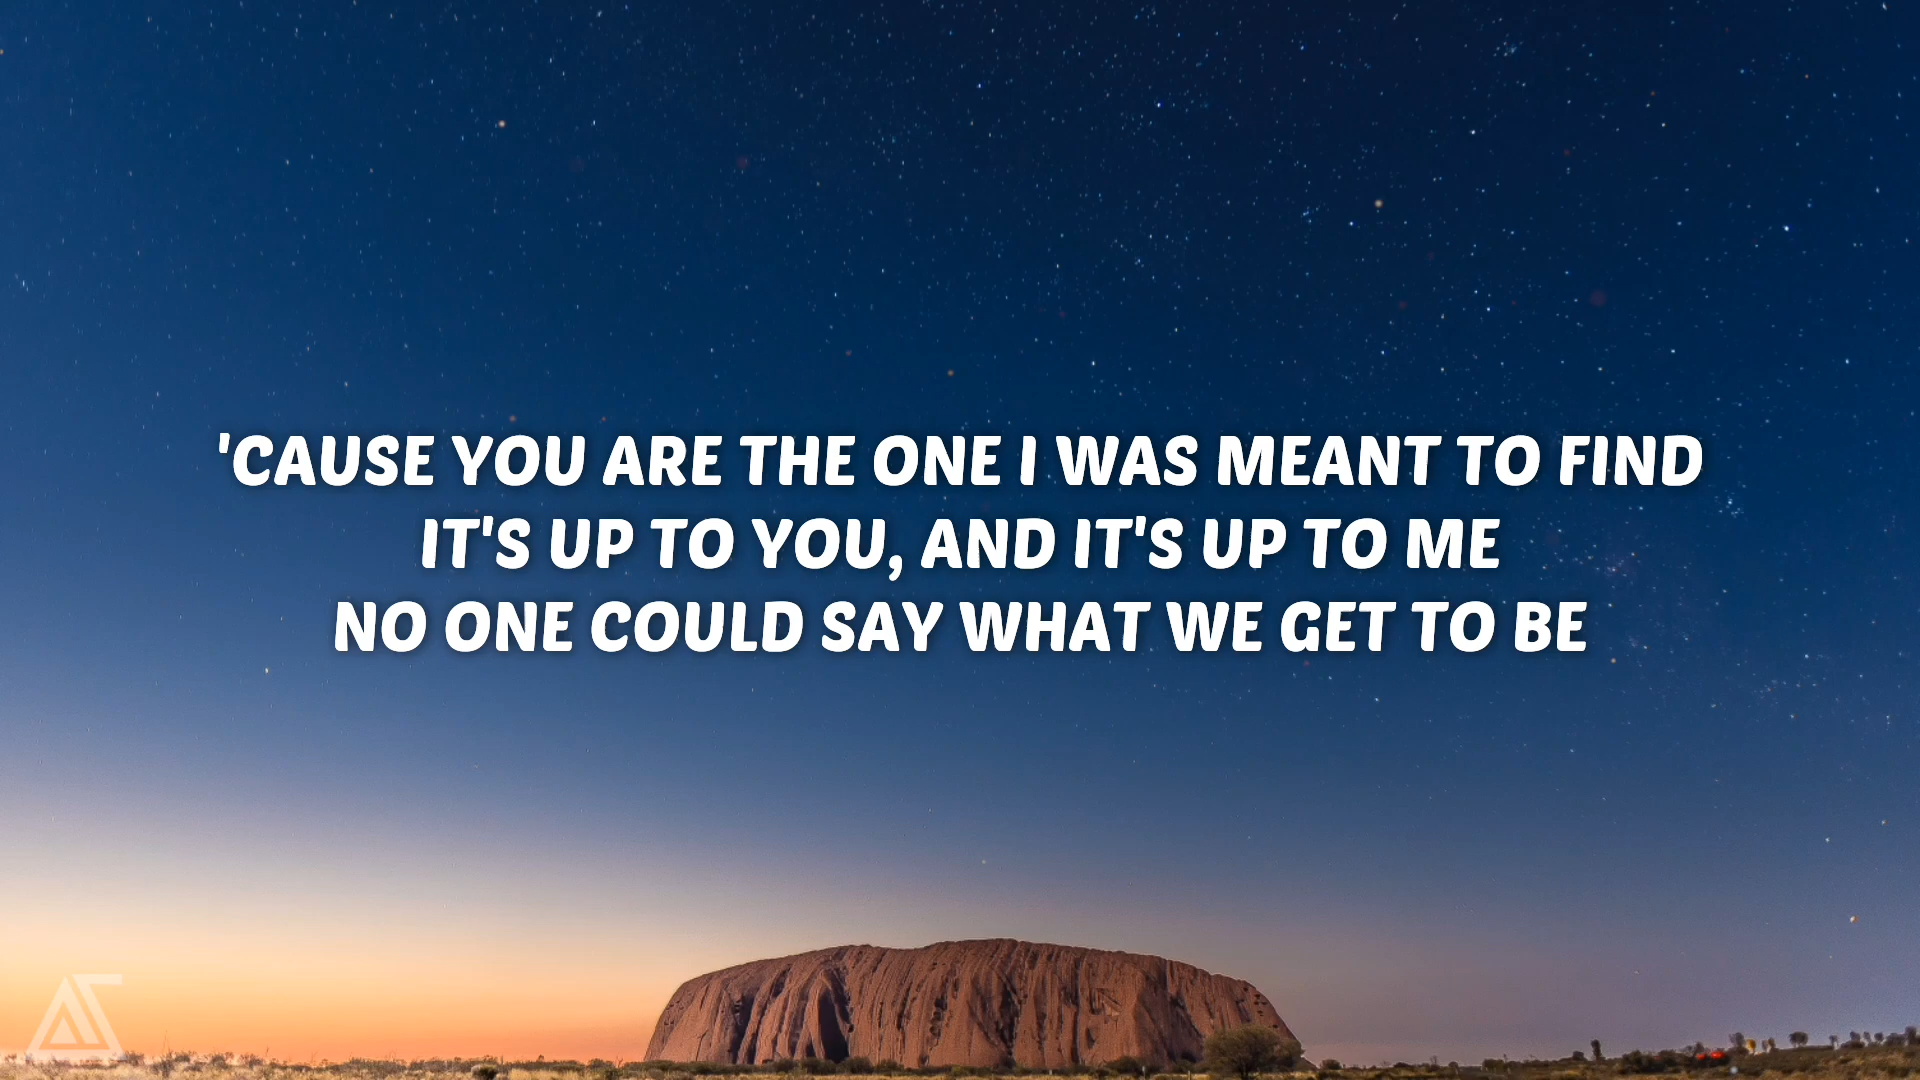 'CAUSE YOU ARE THE ONE I WAS MEANT TO FIND
IT'S UP TO YOU, AND IT'S UP TO ME
NO ONE COULD SAY WHAT WE GET TO BE